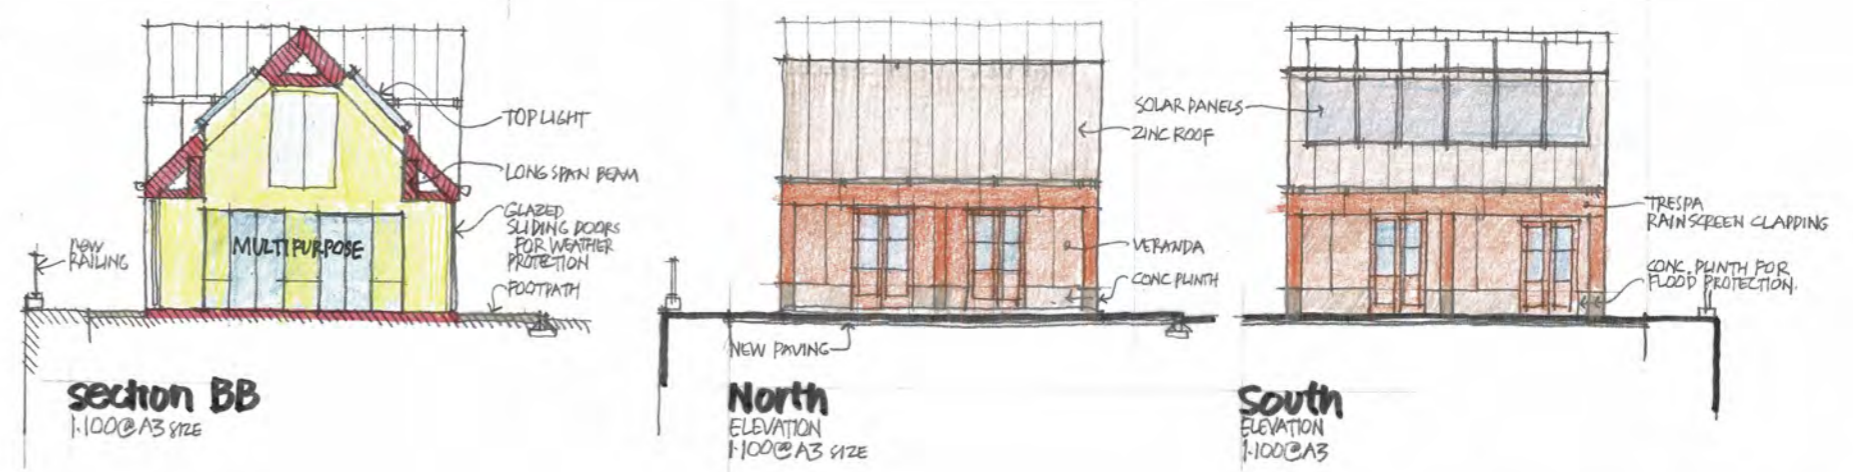 TOP LIGHT
LONG SPAN BEAM
GLAZED
SLIDING DOORS
FOR WEATHER
PROTECTION
FOOTPATH
NEW
RAILING
MULTIPURPOSE
section BB
1:100@A3 SIZE
SOLAR PANELS
ZINC ROOF
VERANDA
CONC PLINTH
NEW PAVING
North
ELEVATION
1:100@A3 SIZE
TRESPA
RAINSCREEN CLAPDING
CONC. PLINTH FOR
FLOOD PROTECTION.
South
ELEVATION
1:100@A3